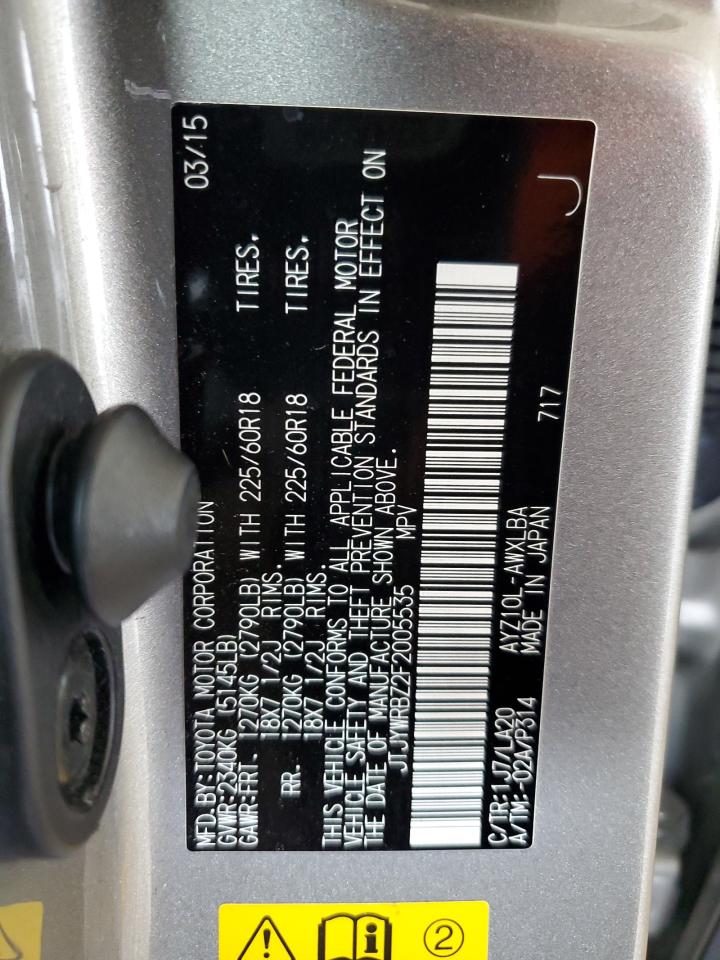 MFD.BY:TOYOTA MOTOR CORPORATION 03/15
GVWR:2340KG (5145LB)
GAWR:FRT. 1270KG (2790LB) WITH 225/60R18 TIRES.
18X7 1/2J RIMS.
RR. 1270KG (2790LB) WITH 225/60R18 TIRES.
18X7 1/2J RIMS.
THIS VEHICLE CONFORMS TO ALL APPLICABLE FEDERAL MOTOR
VEHICLE SAFETY AND THEFT PREVENTION STANDARDS IN EFFECT ON
THE DATE OF MANUFACTURE SHOWN ABOVE.
JTJYWRBZ2F2005535 MPV
C/TR:1J7/LA20 AYZ10L-AWXLBA 717 J
A/TM:-02A/P314 MADE IN JAPAN
! i 2